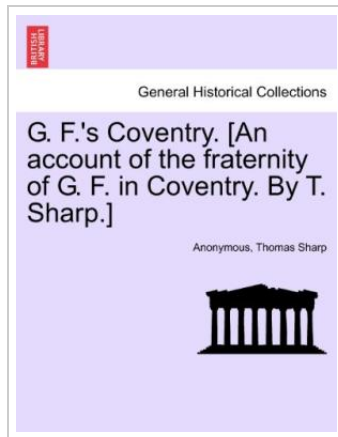 BRITISH
LIBRARY
General Historical Collections
G. F.'s Coventry. [An
account of the fraternity
of G. F. in Coventry. By T.
Sharp.]
Anonymous, Thomas Sharp